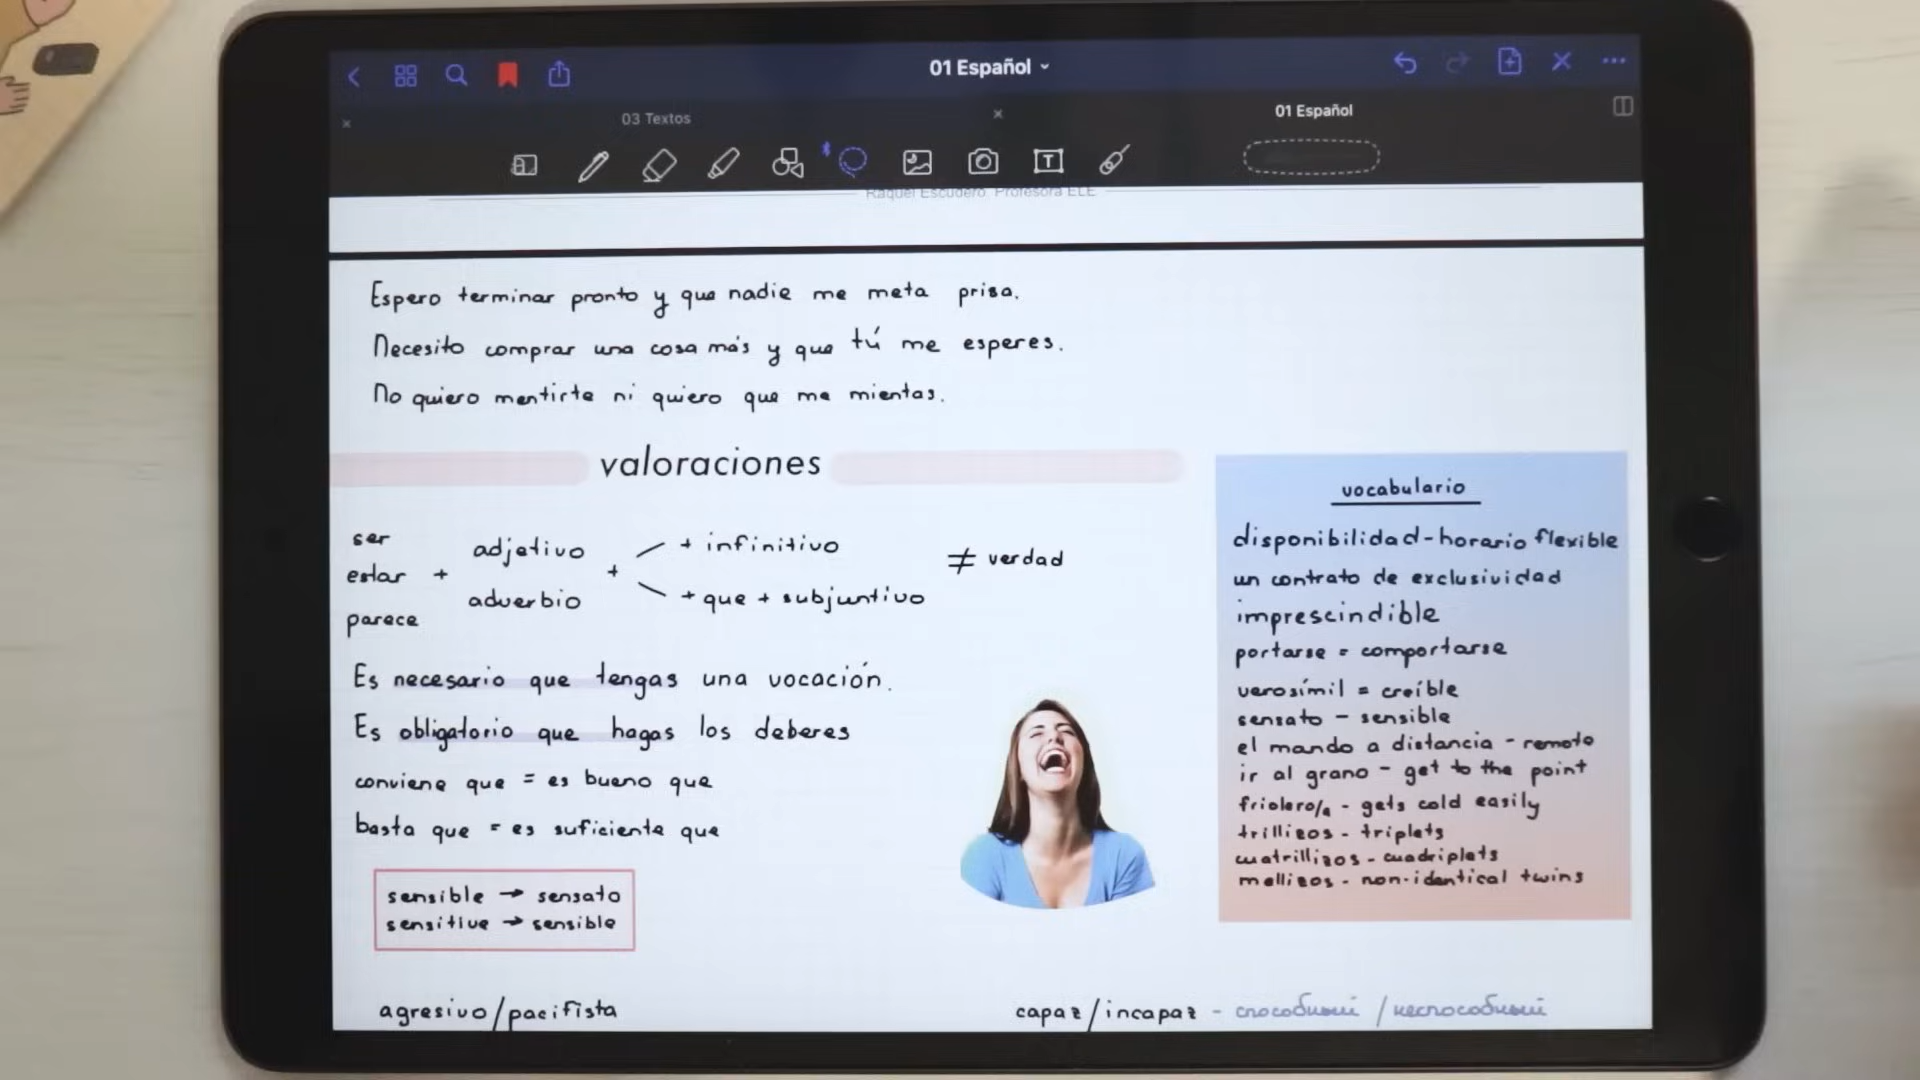 01 Español
03 Textos
01 Español
Raquel Escudero. Profesora ELE
Espero terminar pronto y que nadie me meta prisa.
Necesito comprar una cosa más y que tú me esperes.
No quiero mentirte ni quiero que me mientas.
valoraciones
ser
estar
parece
+
adjetivo
adverbio
+
+ infinitivo
+ que + subjuntivo
≠ verdad
Es necesario que tengas una vocación.
Es obligatorio que hagas los deberes
conviene que = es bueno que
basta que = es suficiente que
sensible → sensato
sensitive → sensible
agresivo/pacifista
vocabulario
disponibilidad - horario flexible
un contrato de exclusividad
imprescindible
portarse = comportarse
verosímil = creíble
sensato - sensible
el mando a distancia - remote
ir al grano - get to the point
friolero/a - gets cold easily
trillizos - triplets
cuatrillizos - cuadriplets
mellizos - non-identical twins
capaz/incapaz - способный / неспособный